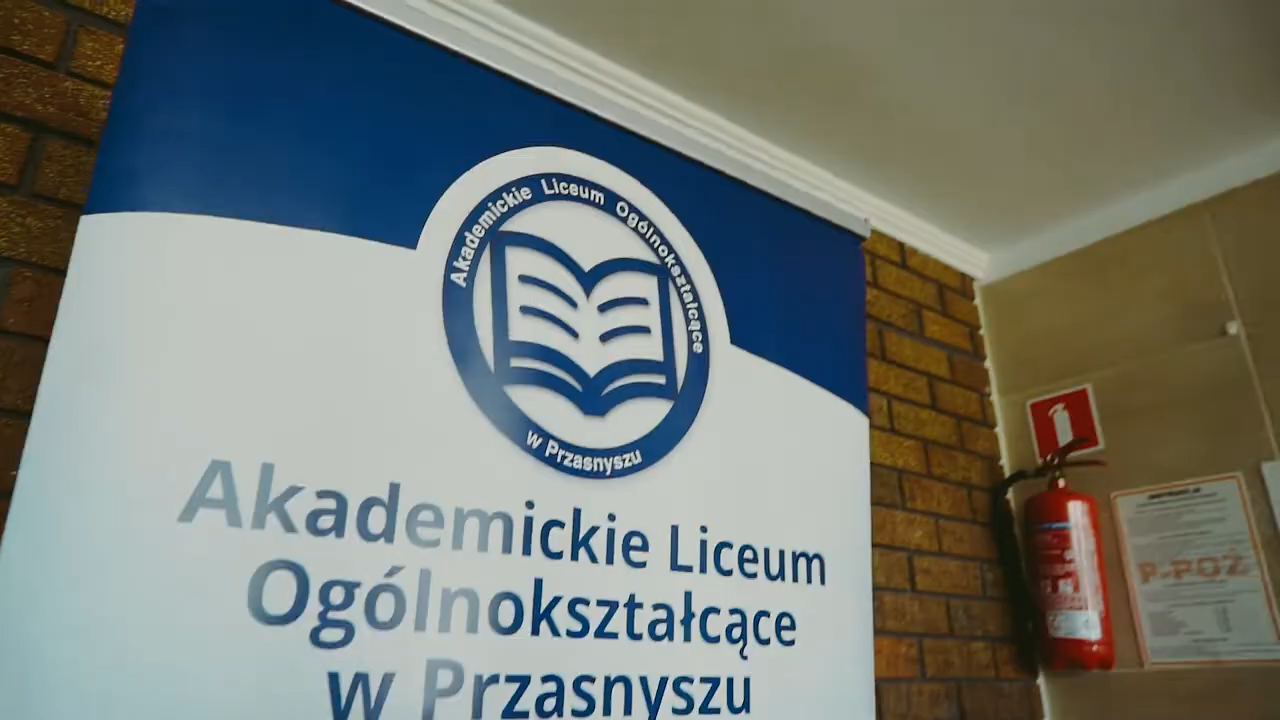 Akademickie Liceum Ogólnokształcące
w Przasnyszu
Akademickie Liceum
Ogólnokształcące
w Przasnyszu
P-POŻ